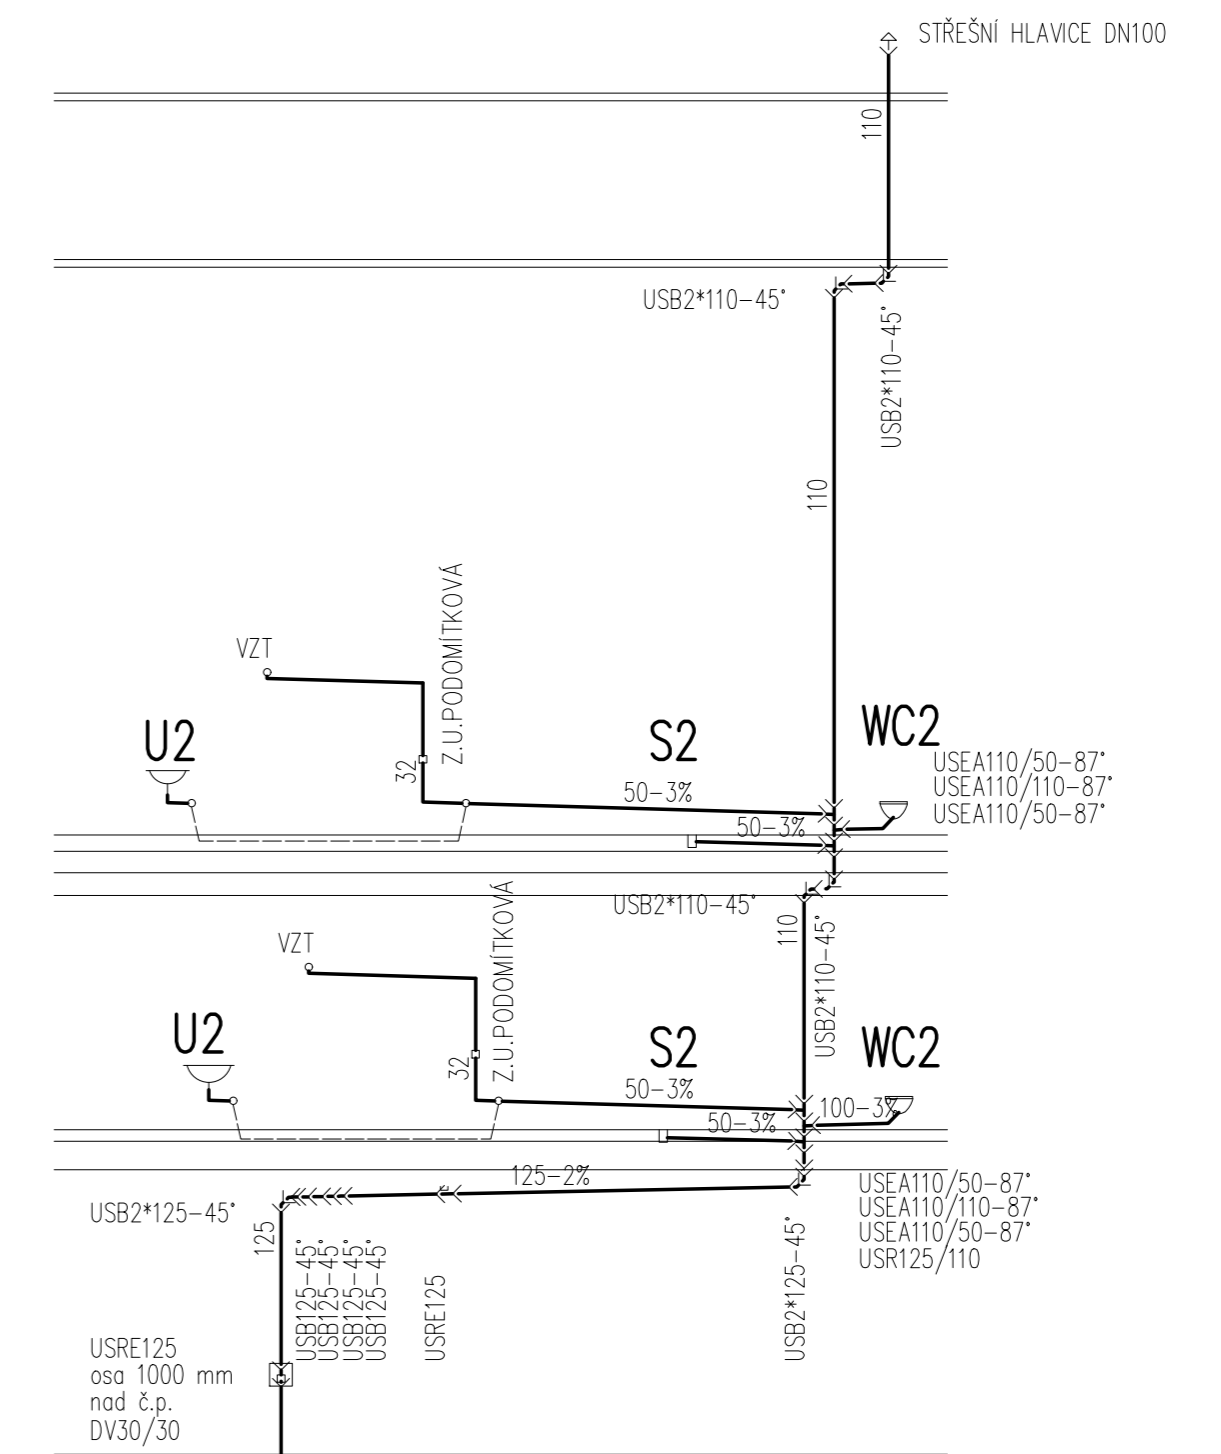 STŘEŠNÍ HLAVICE DN100
110
USB2*110-45°
USB2*110-45°
110
Z.U.PODOMÍTKOVÁ
VZT
U2
S2
WC2
USEA110/50-87°
USEA110/110-87°
USEA110/50-87°
32
50-3%
50-3%
USB2*110-45°
110
USB2*110-45°
Z.U.PODOMÍTKOVÁ
VZT
U2
S2
WC2
32
50-3%
100-3%
50-3%
125-2%
USEA110/50-87°
USEA110/110-87°
USEA110/50-87°
USR125/110
USB2*125-45°
125
USB125-45°
USB125-45°
USB125-45°
USB125-45°
USRE125
USB2*125-45°
USRE125
osa 1000 mm
nad č.p.
DV30/30